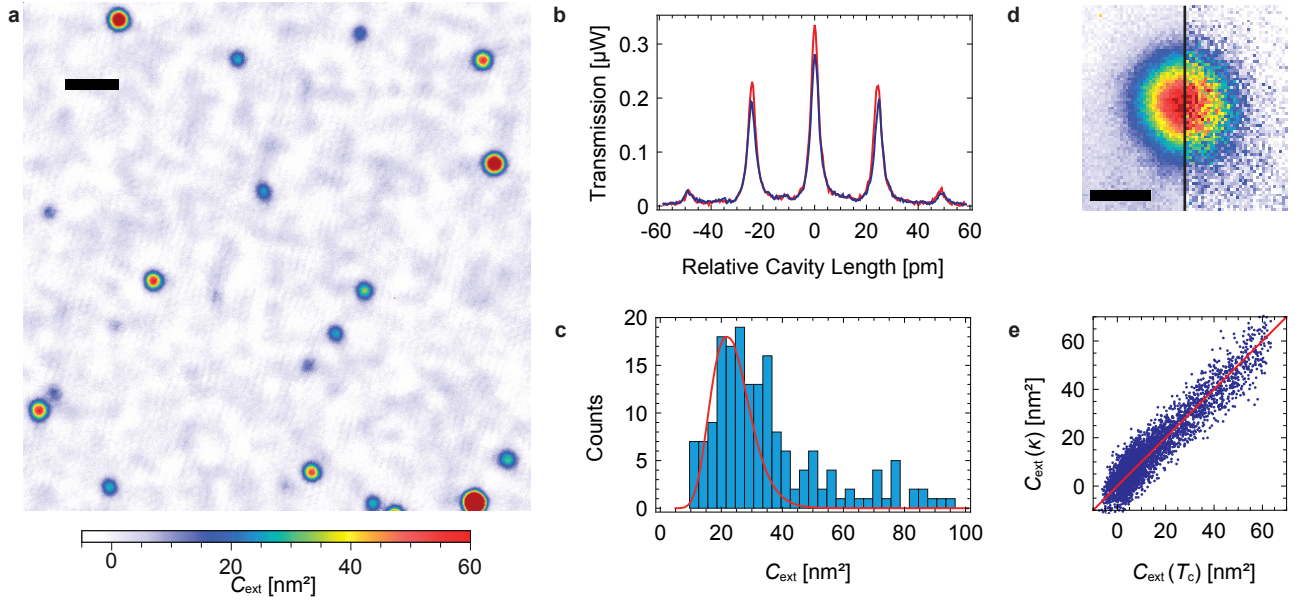 a
0
20
40
60
C_ext [nm²]
b
Transmission [µW]
0.3
0.2
0.1
0
-60
-40
-20
0
20
40
60
Relative Cavity Length [pm]
c
Counts
20
15
10
5
0
0
20
40
60
80
100
C_ext [nm²]
d
e
C_ext (κ) [nm²]
60
40
20
0
0
20
40
60
C_ext (T_c) [nm²]